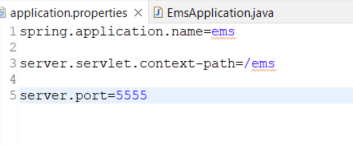 application.properties
EmsApplication.java
1 spring.application.name=ems
2
3 server.servlet.context-path=/ems
4
5 server.port=5555